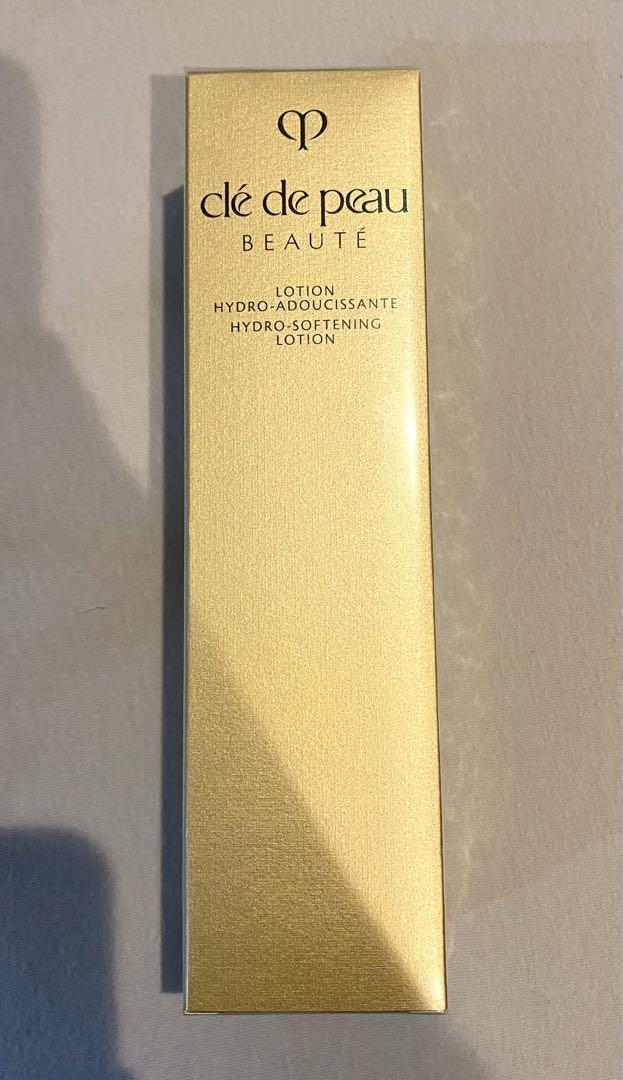 clé de peau
BEAUTÉ
LOTION
HYDRO-ADOUCISSANTE
HYDRO-SOFTENING
LOTION